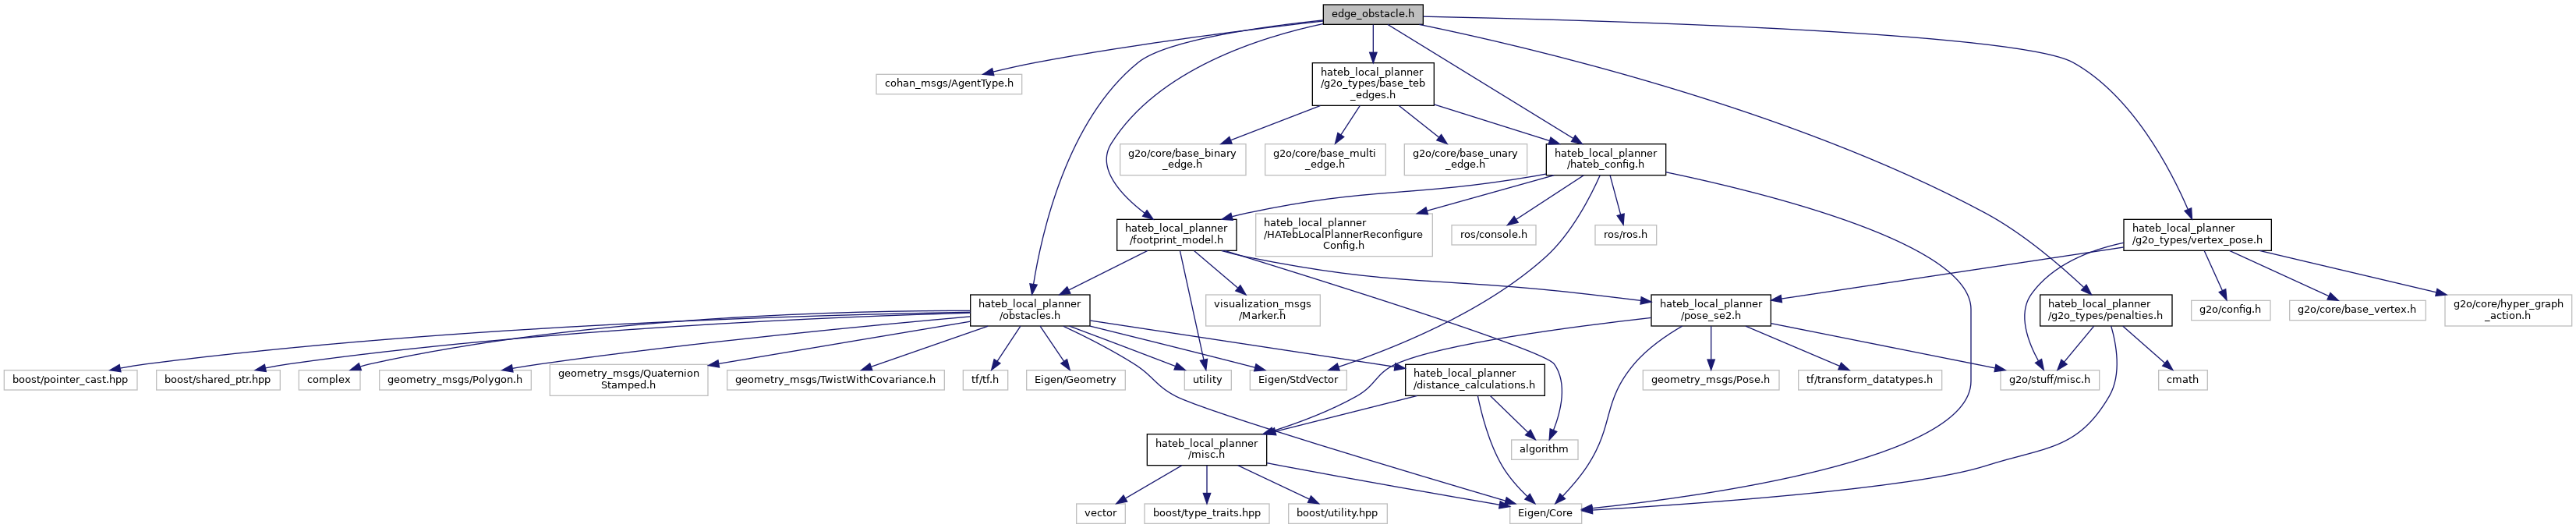 edge_obstacle.h
cohan_msgs/AgentType.h
hateb_local_planner
/g2o_types/base_teb
_edges.h
g2o/core/base_binary
_edge.h
g2o/core/base_multi
_edge.h
g2o/core/base_unary
_edge.h
hateb_local_planner
/hateb_config.h
hateb_local_planner
/footprint_model.h
hateb_local_planner
/HATebLocalPlannerReconfigure
Config.h
ros/console.h
ros/ros.h
hateb_local_planner
/g2o_types/vertex_pose.h
hateb_local_planner
/obstacles.h
visualization_msgs
/Marker.h
hateb_local_planner
/pose_se2.h
hateb_local_planner
/g2o_types/penalties.h
g2o/config.h
g2o/core/base_vertex.h
g2o/core/hyper_graph
_action.h
boost/pointer_cast.hpp
boost/shared_ptr.hpp
complex
geometry_msgs/Polygon.h
geometry_msgs/Quaternion
Stamped.h
geometry_msgs/TwistWithCovariance.h
tf/tf.h
Eigen/Geometry
utility
Eigen/StdVector
hateb_local_planner
/distance_calculations.h
geometry_msgs/Pose.h
tf/transform_datatypes.h
g2o/stuff/misc.h
cmath
hateb_local_planner
/misc.h
algorithm
vector
boost/type_traits.hpp
boost/utility.hpp
Eigen/Core